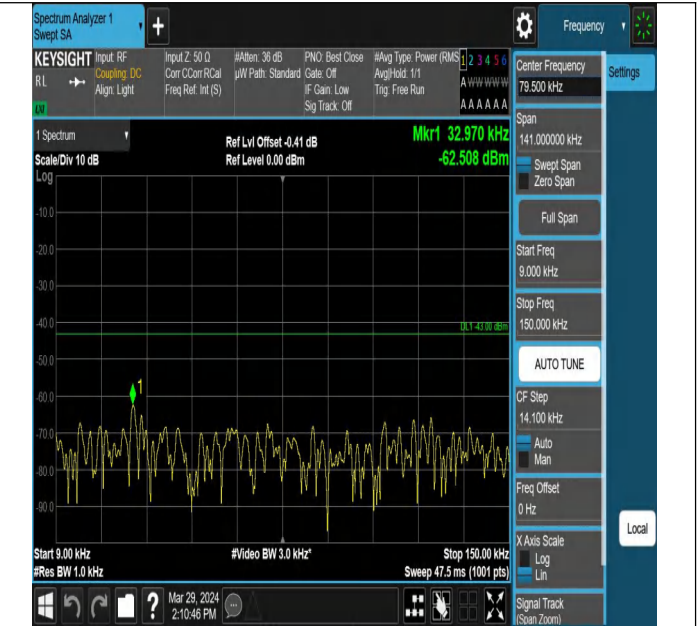 Spectrum Analyzer 1
Swept SA
+
Frequency
KEYSIGHT
RL
LXI
Input: RF
Coupling: DC
Align: Light
Input Z: 50 Ω
Corr CCorr RCal
Freq Ref: Int (S)
#Atten: 36 dB
µW Path: Standard
PNO: Best Close
Gate: Off
IF Gain: Low
Sig Track: Off
#Avg Type: Power (RMS
Avg|Hold: 1/1
Trig: Free Run
1 2 3 4 5 6
A W W W W W
A A A A A A
1 Spectrum
Scale/Div 10 dB
Log
Ref Lvl Offset -0.41 dB
Ref Level 0.00 dBm
Mkr1 32.970 kHz
-62.508 dBm
-10.0
-20.0
-30.0
-40.0
DL1 -43.00 dBm
-50.0
1
-60.0
-70.0
-80.0
-90.0
Start 9.00 kHz
#Res BW 1.0 kHz
#Video BW 3.0 kHz*
Stop 150.00 kHz
Sweep 47.5 ms (1001 pts)
?
Mar 29, 2024
2:10:46 PM
Center Frequency
79.500 kHz
Settings
Span
141.000000 kHz
Swept Span
Zero Span
Full Span
Start Freq
9.000 kHz
Stop Freq
150.000 kHz
AUTO TUNE
CF Step
14.100 kHz
Auto
Man
Freq Offset
0 Hz
X Axis Scale
Log
Lin
Local
Signal Track
(Span Zoom)